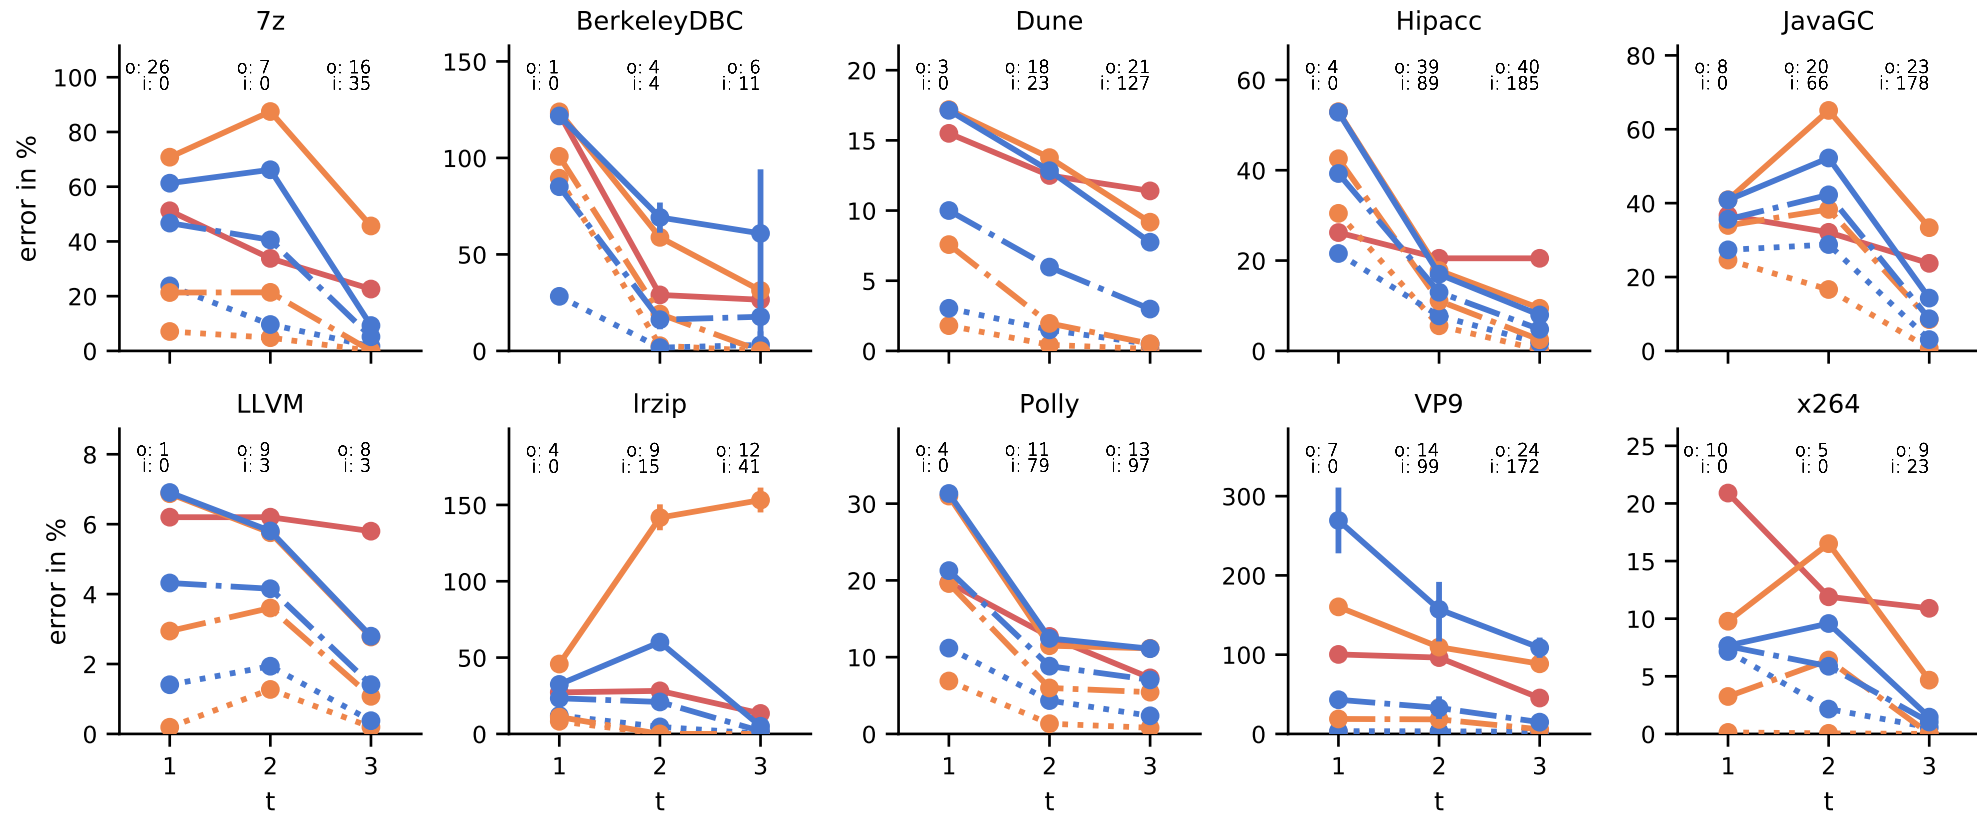 7z
BerkeleyDBC
Dune
Hipacc
JavaGC
error in %
100
80
60
40
20
0
o: 26
i: 0
o: 7
i: 0
o: 16
i: 35
150
100
50
0
o: 1
i: 0
o: 4
i: 4
o: 6
i: 11
20
15
10
5
0
o: 3
i: 0
o: 18
i: 23
o: 21
i: 127
60
40
20
0
o: 4
i: 0
o: 39
i: 89
o: 40
i: 185
80
60
40
20
0
o: 8
i: 0
o: 20
i: 66
o: 23
i: 178
LLVM
lrzip
Polly
VP9
x264
error in %
8
6
4
2
0
o: 1
i: 0
o: 9
i: 3
o: 8
i: 3
1 2 3
t
150
100
50
0
o: 4
i: 0
o: 9
i: 15
o: 12
i: 41
1 2 3
t
30
20
10
0
o: 4
i: 0
o: 11
i: 79
o: 13
i: 97
1 2 3
t
300
200
100
0
o: 7
i: 0
o: 14
i: 99
o: 24
i: 172
1 2 3
t
25
20
15
10
5
0
o: 10
i: 0
o: 5
i: 0
o: 9
i: 23
1 2 3
t